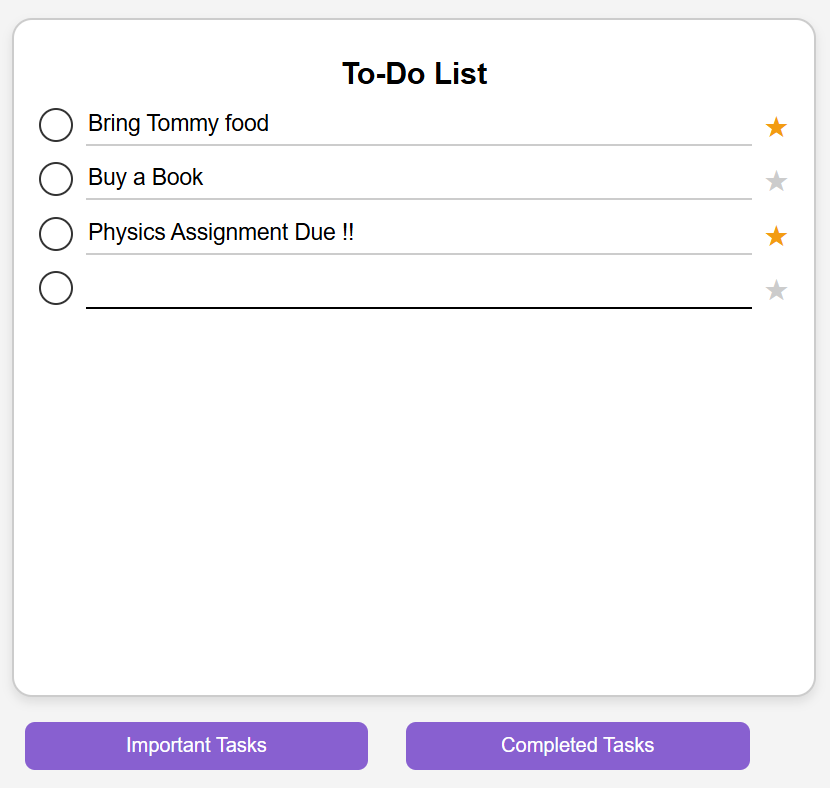 To-Do List
Bring Tommy food
Buy a Book
Physics Assignment Due !!
Important Tasks
Completed Tasks